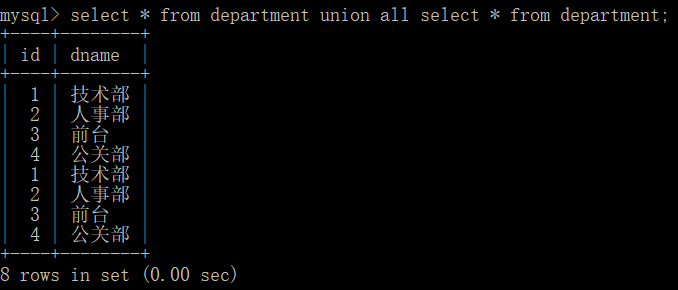 mysql> select * from department union all select * from department;
+----+--------+
| id | dname  |
+----+--------+
|  1 | 技术部 |
|  2 | 人事部 |
|  3 | 前台   |
|  4 | 公关部 |
|  1 | 技术部 |
|  2 | 人事部 |
|  3 | 前台   |
|  4 | 公关部 |
+----+--------+
8 rows in set (0.00 sec)